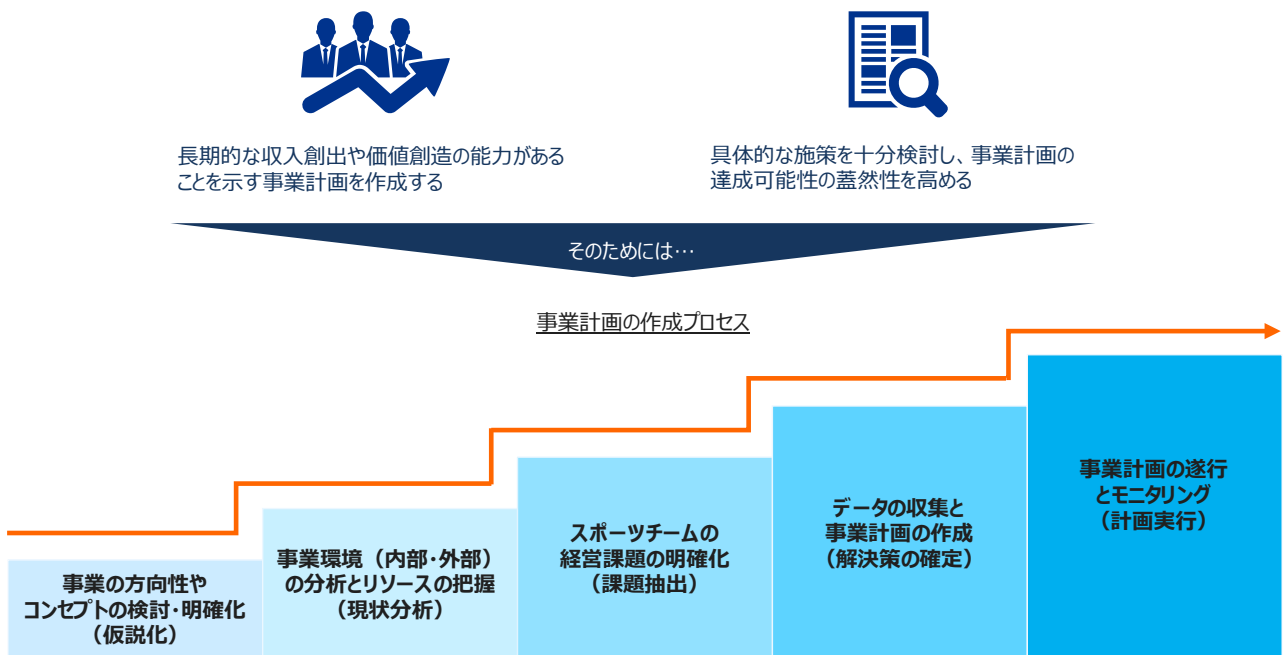 長期的な収入創出や価値創造の能力がある
ことを示す事業計画を作成する
具体的な施策を十分検討し、事業計画の
達成可能性の蓋然性を高める
そのためには…
事業計画の作成プロセス
事業の方向性や
コンセプトの検討･明確化
（仮説化）
事業環境（内部･外部）
の分析とリソースの把握
（現状分析）
スポーツチームの
経営課題の明確化
（課題抽出）
データの収集と
事業計画の作成
（解決策の確定）
事業計画の遂行
とモニタリング
（計画実行）